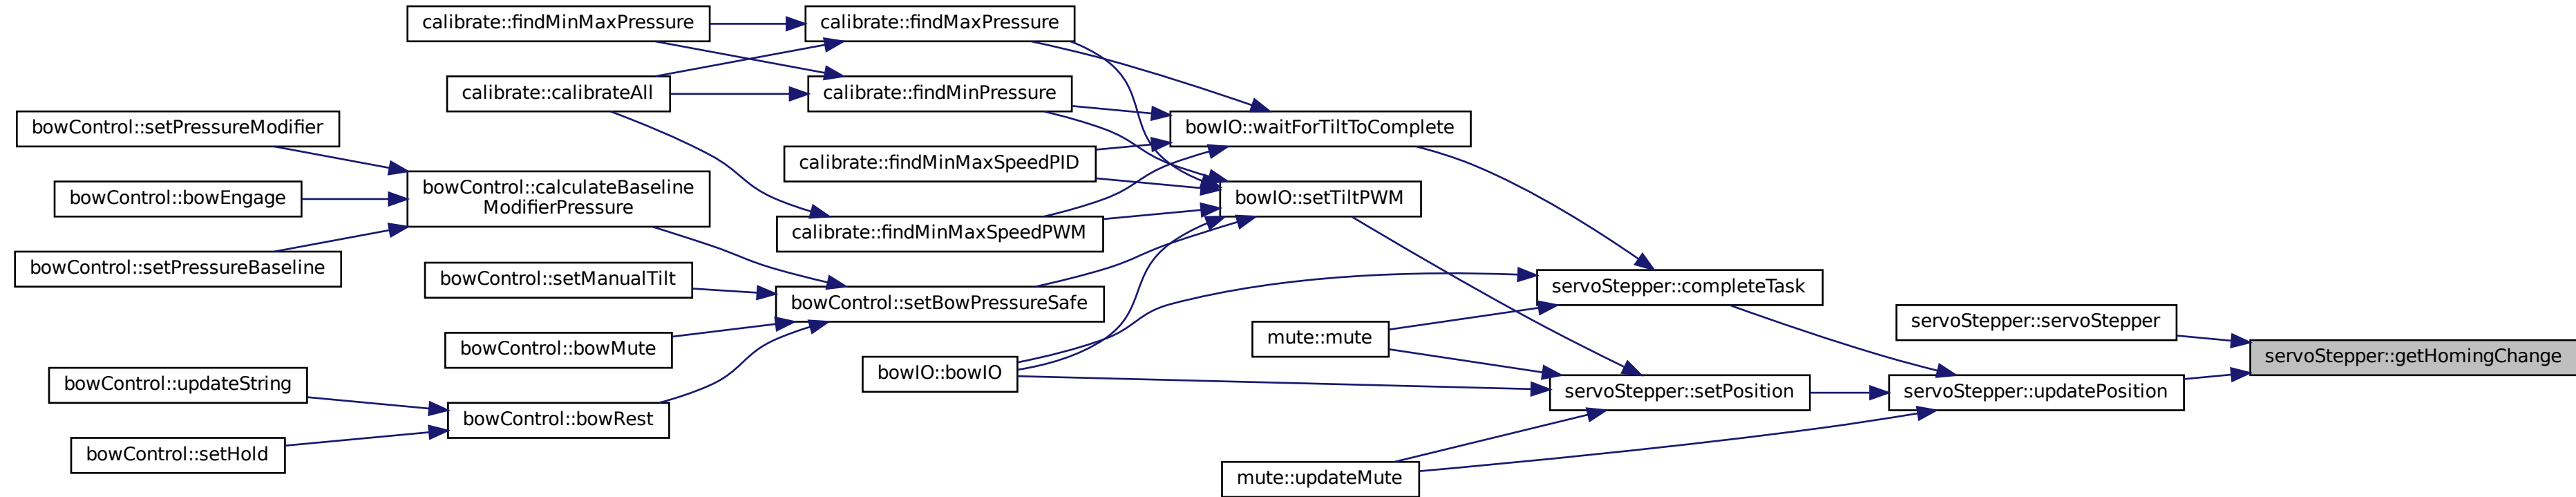 calibrate::findMinMaxPressure
calibrate::findMaxPressure
calibrate::calibrateAll
calibrate::findMinPressure
bowControl::setPressureModifier
bowIO::waitForTiltToComplete
calibrate::findMinMaxSpeedPID
bowControl::bowEngage
bowControl::calculateBaseline
ModifierPressure
bowIO::setTiltPWM
calibrate::findMinMaxSpeedPWM
bowControl::setPressureBaseline
bowControl::setManualTilt
servoStepper::completeTask
bowControl::setBowPressureSafe
servoStepper::servoStepper
mute::mute
bowControl::bowMute
servoStepper::getHomingChange
bowIO::bowIO
bowControl::updateString
servoStepper::setPosition
servoStepper::updatePosition
bowControl::bowRest
bowControl::setHold
mute::updateMute